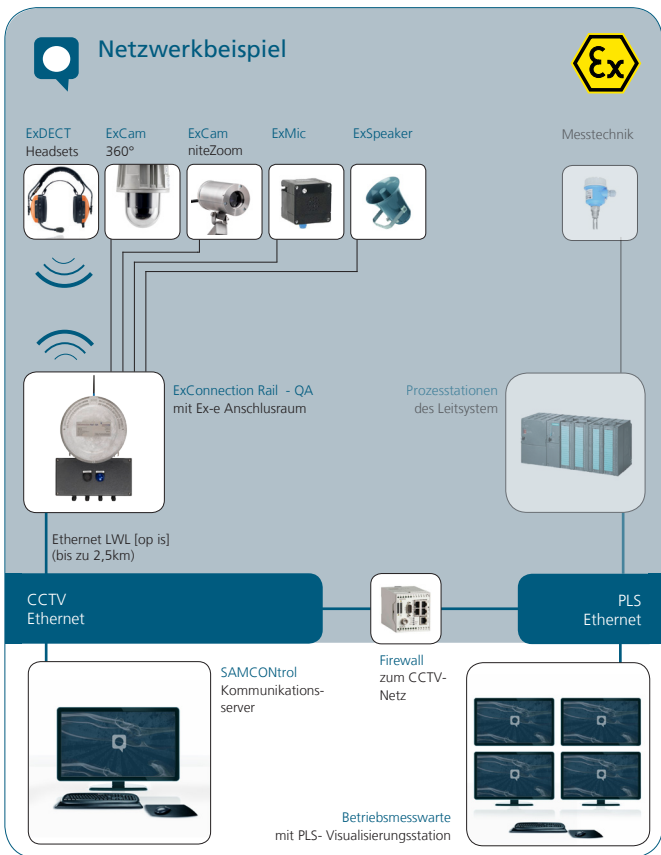 Netzwerkbeispiel
Ex
ExDECT
Headsets
ExCam
360°
ExCam
niteZoom
ExMic
ExSpeaker
Messtechnik
ExConnection Rail - QA
mit Ex-e Anschlusraum
Prozesstationen
des Leitsystem
Ethernet LWL [op is]
(bis zu 2,5km)
CCTV
Ethernet
PLS
Ethernet
Firewall
zum CCTV-
Netz
SAMCONtrol
Kommunikations-
server
Betriebsmesswarte
mit PLS- Visualisierungsstation